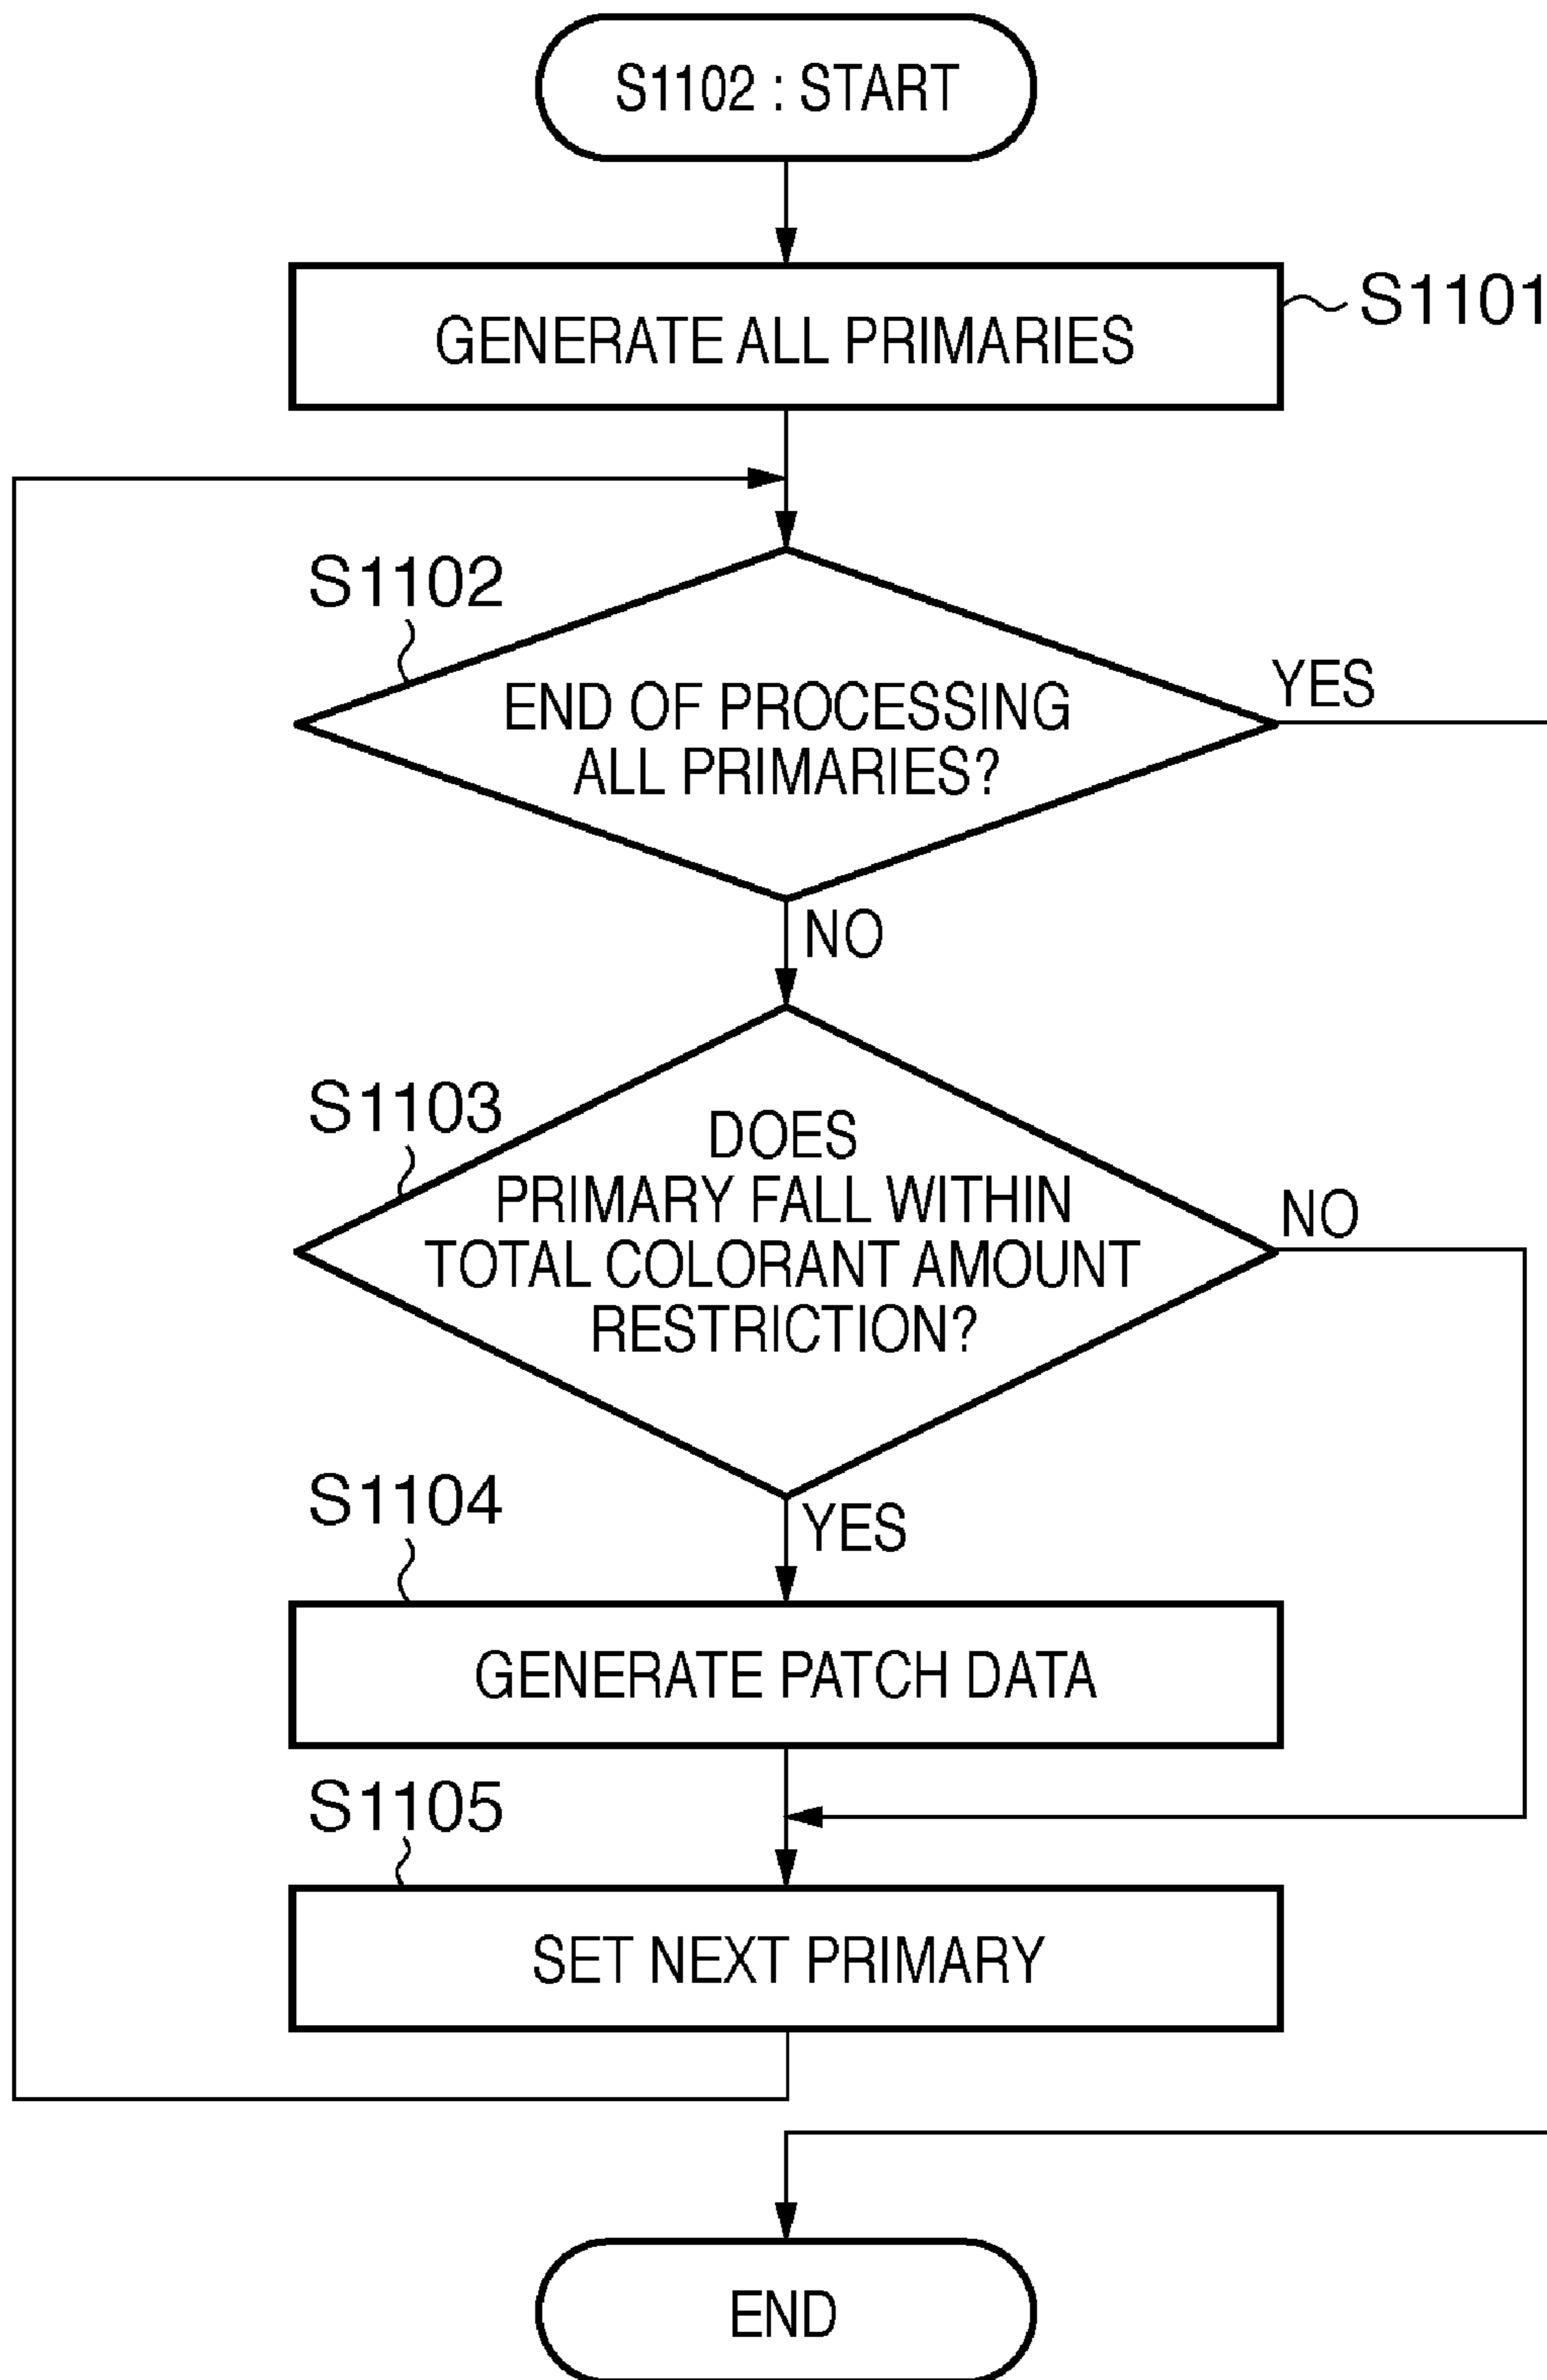 S1102 : START
GENERATE ALL PRIMARIES
S1101
S1102
END OF PROCESSING
ALL PRIMARIES?
YES
NO
S1103
DOES
PRIMARY FALL WITHIN
TOTAL COLORANT AMOUNT
RESTRICTION?
NO
YES
S1104
GENERATE PATCH DATA
S1105
SET NEXT PRIMARY
END